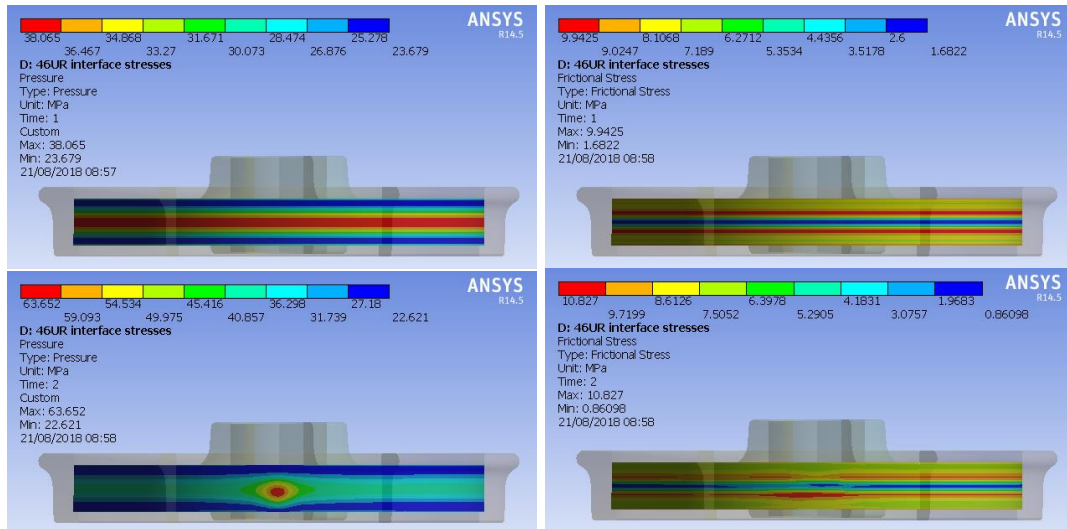 ANSYS
R14.5
38.065 34.868 31.671 28.474 25.278
36.467 33.27 30.073 26.876 23.679
D: 46UR interface stresses
Pressure
Type: Pressure
Unit: MPa
Time: 1
Custom
Max: 38.065
Min: 23.679
21/08/2018 08:57
ANSYS
R14.5
9.9425 8.1068 6.2712 4.4356 2.6
9.0247 7.189 5.3534 3.5178 1.6822
D: 46UR interface stresses
Frictional Stress
Type: Frictional Stress
Unit: MPa
Time: 1
Max: 9.9425
Min: 1.6822
21/08/2018 08:58
ANSYS
R14.5
63.652 54.534 45.416 36.298 27.18
59.093 49.975 40.857 31.739 22.621
D: 46UR interface stresses
Pressure
Type: Pressure
Unit: MPa
Time: 2
Custom
Max: 63.652
Min: 22.621
21/08/2018 08:58
ANSYS
R14.5
10.827 8.6126 6.3978 4.1831 1.9683
9.7199 7.5052 5.2905 3.0757 0.86098
D: 46UR interface stresses
Frictional Stress
Type: Frictional Stress
Unit: MPa
Time: 2
Max: 10.827
Min: 0.86098
21/08/2018 08:58